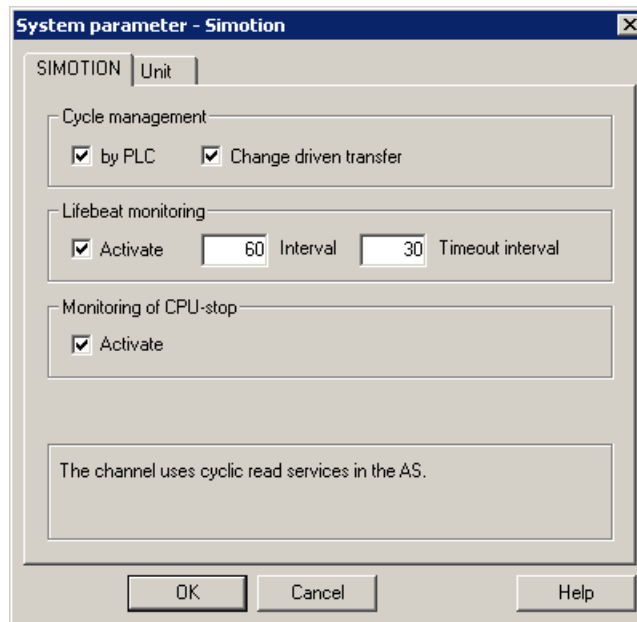 System parameter - Simotion
SIMOTION Unit
Cycle management
by PLC Change driven transfer
Lifebeat monitoring
Activate 60 Interval 30 Timeout interval
Monitoring of CPU-stop
Activate
The channel uses cyclic read services in the AS.
OK Cancel Help